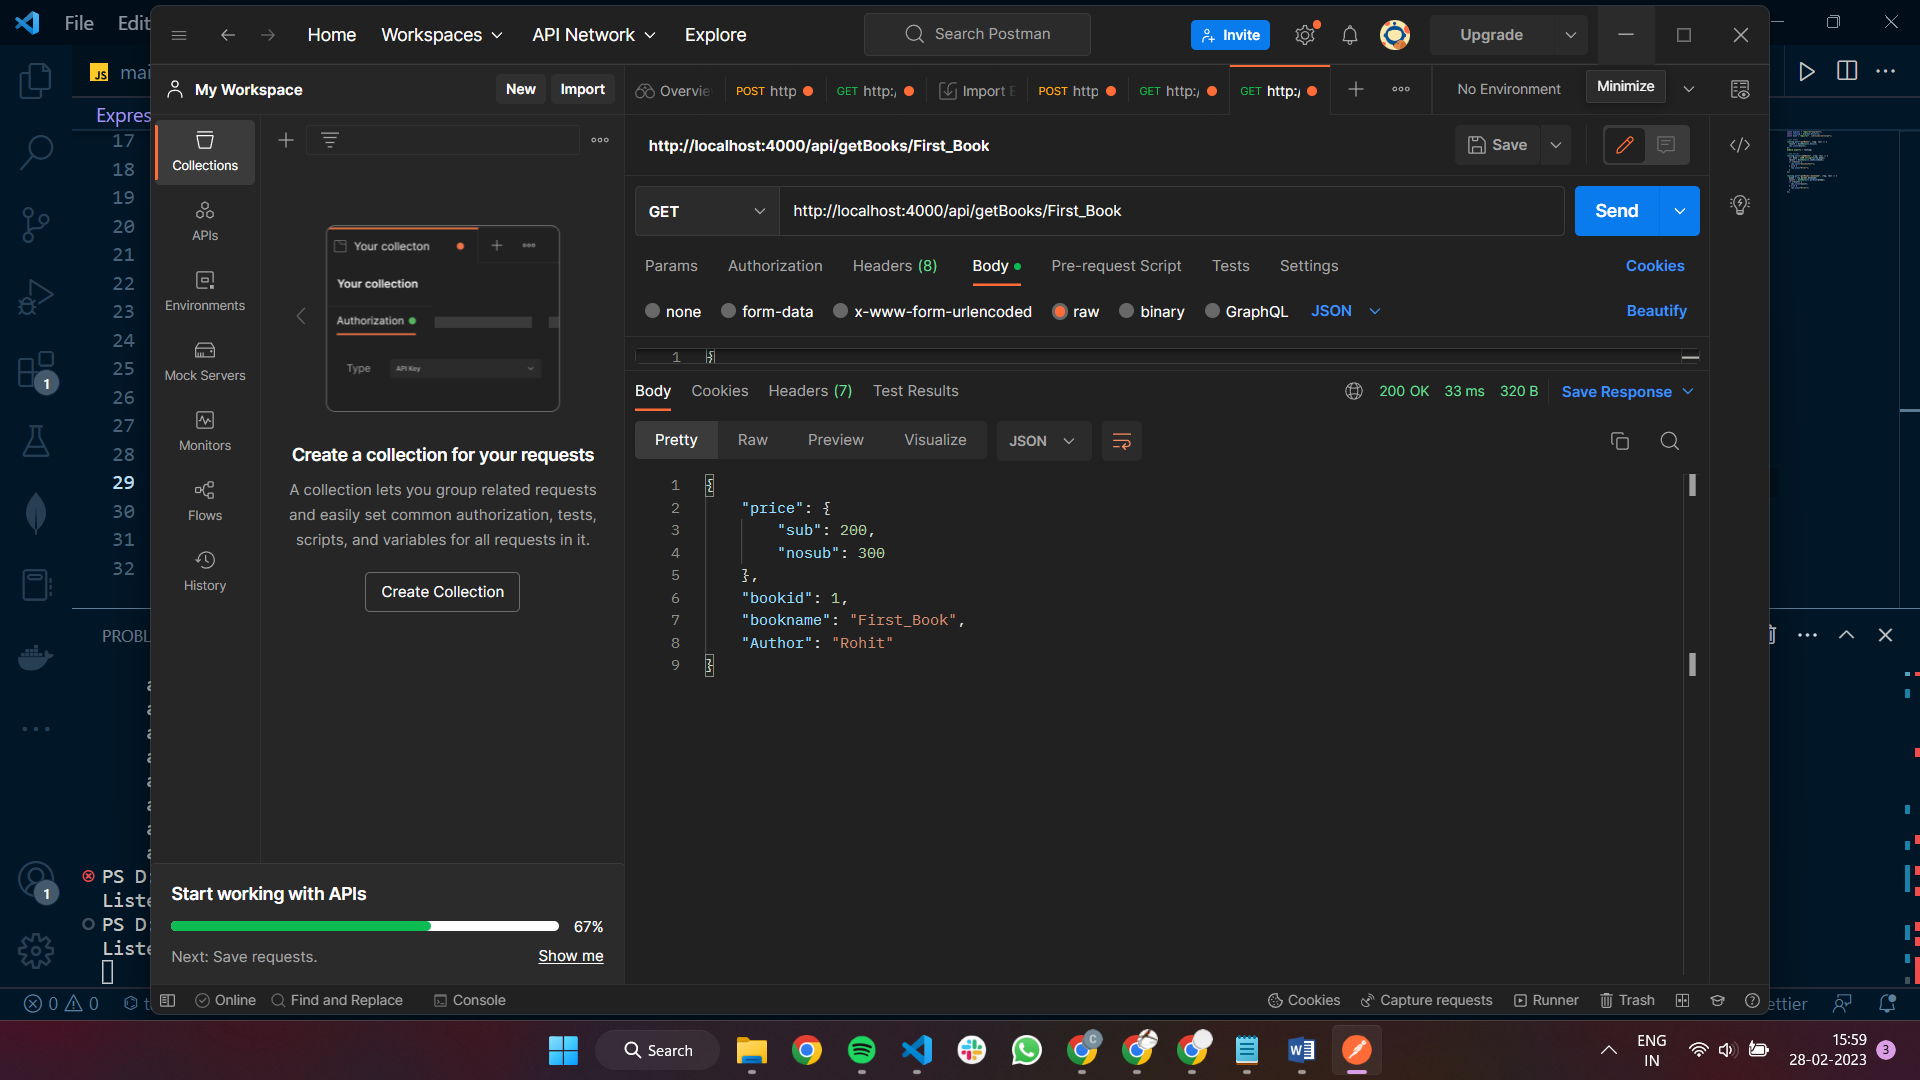 File Edit
Home Workspaces API Network Explore
Search Postman
Invite
Upgrade
JS
My Workspace
New Import
Overvie
POST http
GET http:/
Import E
POST http
GET http:/
GET http:/
No Environment
Minimize
Expres
17
18
19
20
21
22
23
24
25
26
27
28
29
30
31
32
Collections
APIs
Environments
Mock Servers
Monitors
Flows
History
Your collecton
Your collection
Authorization
Type API Key
Create a collection for your requests
A collection lets you group related requests
and easily set common authorization, tests,
scripts, and variables for all requests in it.
Create Collection
Start working with APIs
67%
Next: Save requests. Show me
http://localhost:4000/api/getBooks/First_Book
Save
GET http://localhost:4000/api/getBooks/First_Book
Send
Params Authorization Headers (8) Body Pre-request Script Tests Settings
Cookies
none form-data x-www-form-urlencoded raw binary GraphQL JSON
Beautify
1 {
Body Cookies Headers (7) Test Results
200 OK 33 ms 320 B Save Response
Pretty Raw Preview Visualize JSON
1 {
2 "price": {
3 "sub": 200,
4 "nosub": 300
5 },
6 "bookid": 1,
7 "bookname": "First_Book",
8 "Author": "Rohit"
9 }
1
PROBL
a
a
a
a
a
a
a
a
PS D:
Liste
PS D:
Liste
1
0 0
Online Find and Replace Console
Cookies Capture requests Runner Trash
ettier
Search
C
W
ENG
IN
15:59
28-02-2023
3